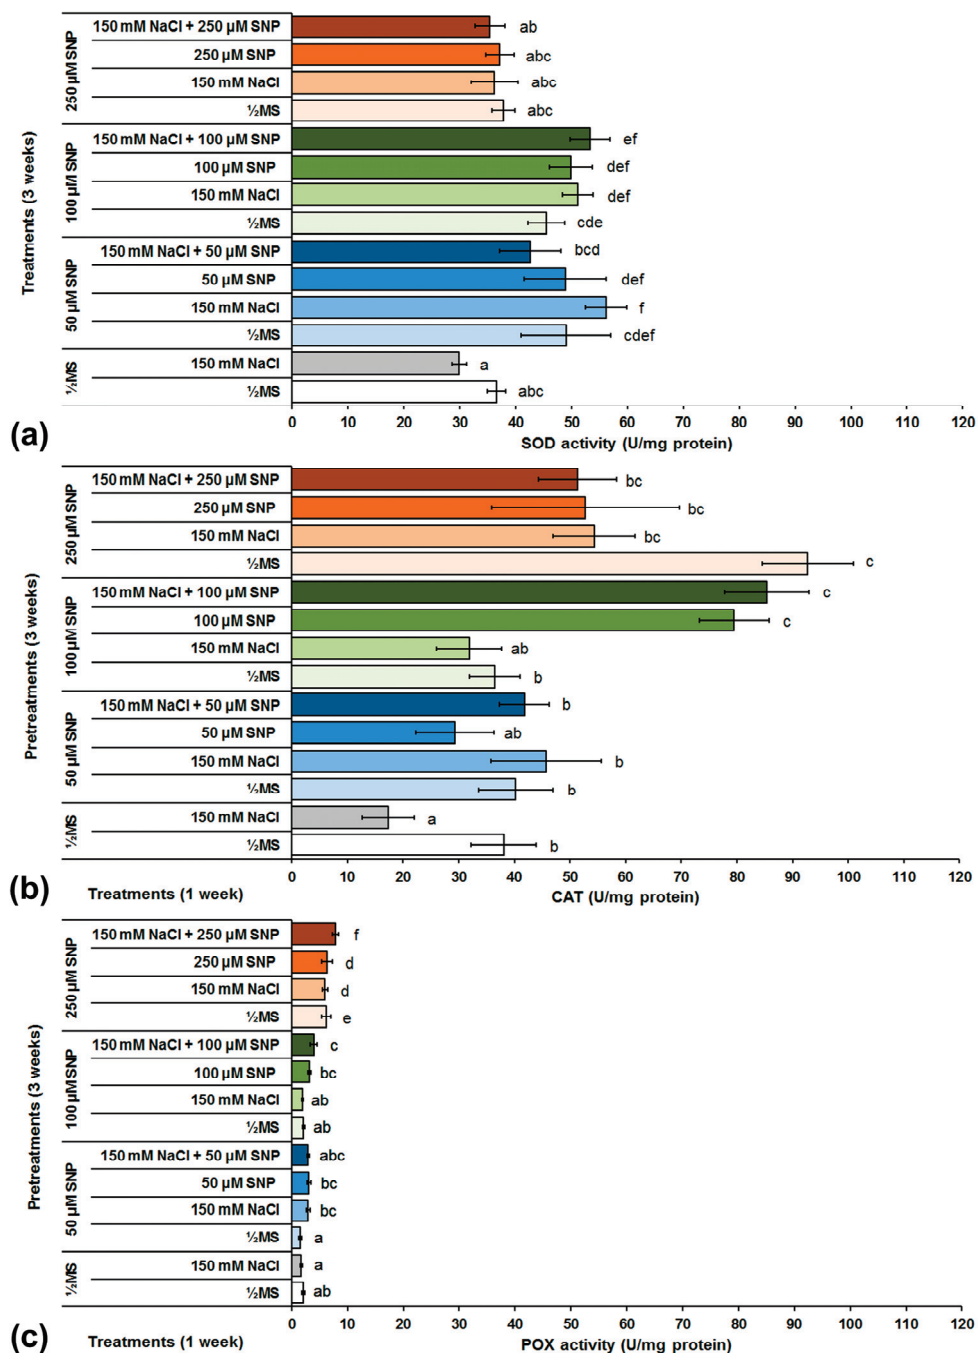 150 mM NaCl + 250 µM SNP ab
250 µM SNP abc
150 mM NaCl abc
½MS abc
250 µM SNP
150 mM NaCl + 100 µM SNP ef
100 µM SNP def
150 mM NaCl def
½MS cde
100 µM SNP
150 mM NaCl + 50 µM SNP bcd
50 µM SNP def
150 mM NaCl f
½MS cdef
50 µM SNP
150 mM NaCl a
½MS abc
½MS
Treatments (3 weeks)
0 10 20 30 40 50 60 70 80 90 100 110 120
(a)
SOD activity (U/mg protein)
150 mM NaCl + 250 µM SNP bc
250 µM SNP bc
150 mM NaCl bc
½MS c
250 µM SNP
150 mM NaCl + 100 µM SNP c
100 µM SNP c
150 mM NaCl ab
½MS b
100 µM SNP
150 mM NaCl + 50 µM SNP b
50 µM SNP ab
150 mM NaCl b
½MS b
50 µM SNP
150 mM NaCl a
½MS b
½MS
Pretreatments (3 weeks)
0 10 20 30 40 50 60 70 80 90 100 110 120
(b)
Treatments (1 week)
CAT (U/mg protein)
150 mM NaCl + 250 µM SNP f
250 µM SNP d
150 mM NaCl d
½MS e
250 µM SNP
150 mM NaCl + 100 µM SNP c
100 µM SNP bc
150 mM NaCl ab
½MS ab
100 µM SNP
150 mM NaCl + 50 µM SNP abc
50 µM SNP bc
150 mM NaCl bc
½MS a
50 µM SNP
150 mM NaCl a
½MS ab
½MS
Pretreatments (3 weeks)
0 10 20 30 40 50 60 70 80 90 100 110 120
(c)
Treatments (1 week)
POX activity (U/mg protein)